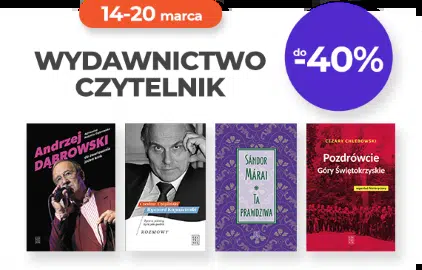 14-20 marca
WYDAWNICTWO
CZYTELNIK
do
-40%
Andrzej
DĄBROWSKI
ROZMOWY
SÁNDOR
MÁRAI
TA
PRAWDZIWA
CEZARY CHLEBOWSKI
Pozdrówcie
Góry Świętokrzyskie